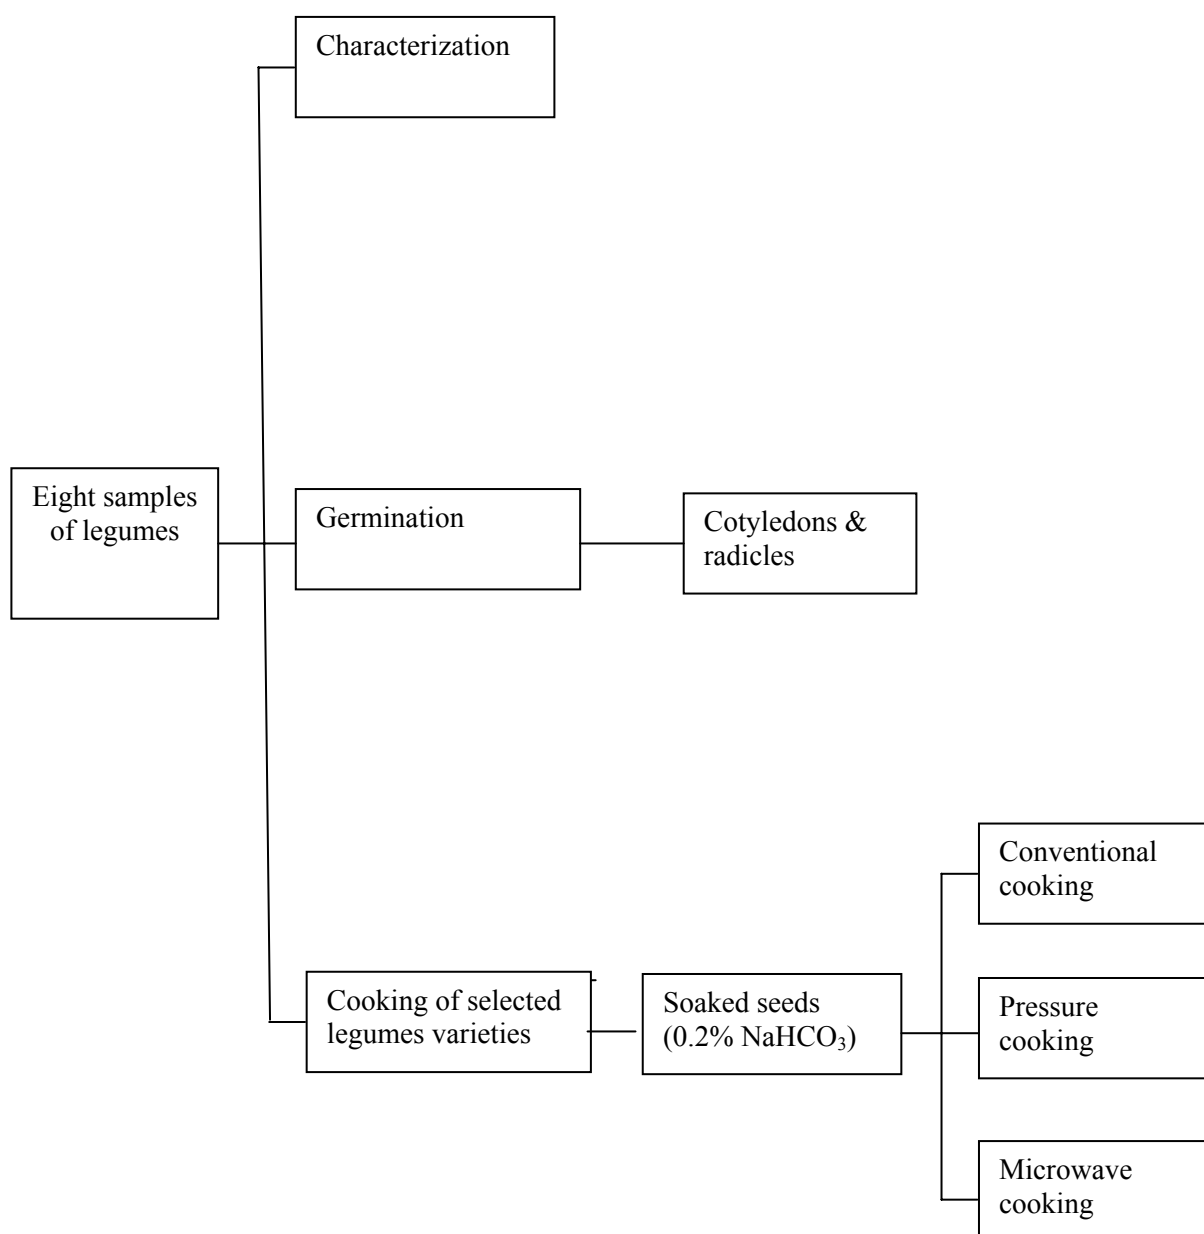 Characterization
Eight samples
of legumes
Germination
Cotyledons &
radicles
Cooking of selected
legumes varieties
Soaked seeds
(0.2% NaHCO₃)
Conventional
cooking
Pressure
cooking
Microwave
cooking